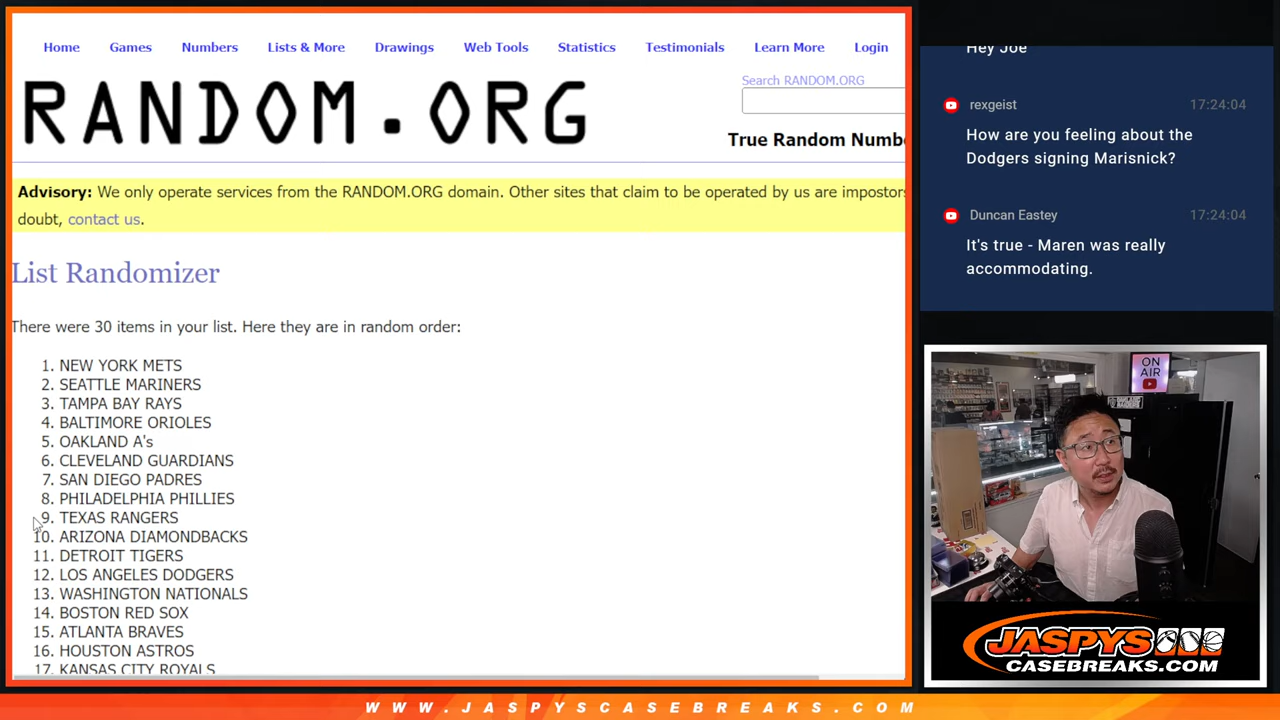 Home Games Numbers Lists & More Drawings Web Tools Statistics Testimonials Learn More Login
RANDOM.ORG
Search RANDOM.ORG
True Random Numb
Advisory: We only operate services from the RANDOM.ORG domain. Other sites that claim to be operated by us are impostors
doubt, contact us.
List Randomizer
There were 30 items in your list. Here they are in random order:
1. NEW YORK METS
2. SEATTLE MARINERS
3. TAMPA BAY RAYS
4. BALTIMORE ORIOLES
5. OAKLAND A's
6. CLEVELAND GUARDIANS
7. SAN DIEGO PADRES
8. PHILADELPHIA PHILLIES
9. TEXAS RANGERS
10. ARIZONA DIAMONDBACKS
11. DETROIT TIGERS
12. LOS ANGELES DODGERS
13. WASHINGTON NATIONALS
14. BOSTON RED SOX
15. ATLANTA BRAVES
16. HOUSTON ASTROS
17. KANSAS CITY ROYALS
Hey Joe
rexgeist 17:24:04
How are you feeling about the
Dodgers signing Marisnick?
Duncan Eastey 17:24:04
It's true - Maren was really
accommodating.
ON
AIR
JASPYS
CASEBREAKS.COM
WWW.JASPYSCASEBREAKS.COM